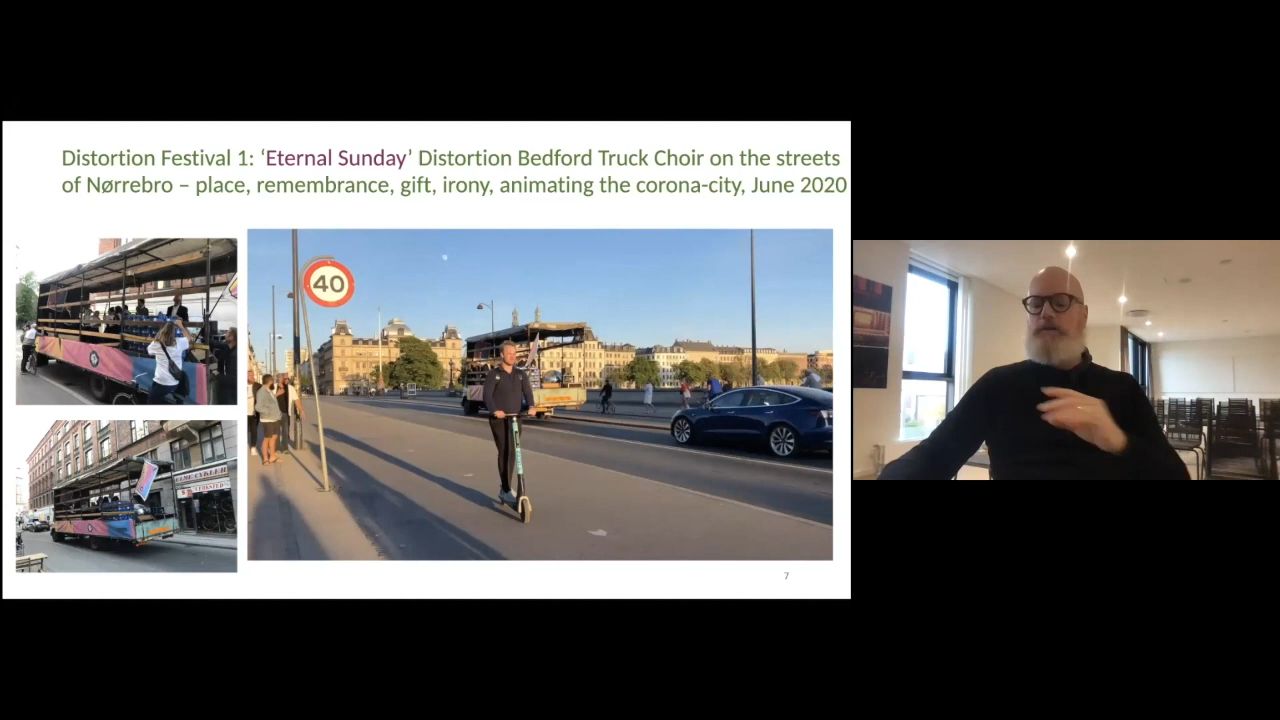 Distortion Festival 1: ‘Eternal Sunday’ Distortion Bedford Truck Choir on the streets
of Nørrebro – place, remembrance, gift, irony, animating the corona-city, June 2020
40
7